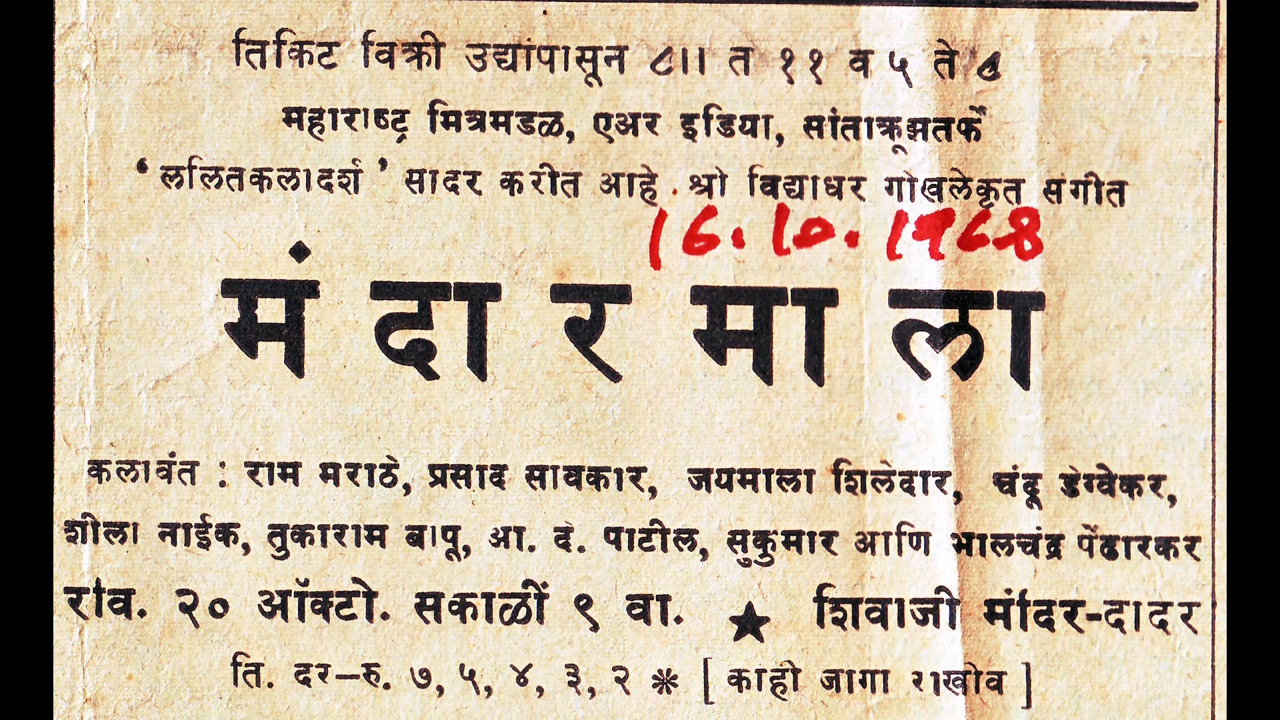 तिकिट विक्री उद्यांपासून ८।। त ११ व ५ ते ८
महाराष्ट्र मित्रमडळ, एअर इंडिया, सांताक्रूझतर्फे
‘ललितकलादर्श’ सादर करीत आहे. श्री विद्याधर गोखलेकृत सगीत
16.10.1968
मंदारमाला
कलावंत : राम मराठे, प्रसाद सावकार, जयमाला शिलेदार, चंदू डेग्वेकर,
शीला नाईक, तुकाराम बापू, आ. दं. पाटील, सुकुमार आणि भालचंद्र पेंढारकर
रवि. २० ऑक्टो. सकाळीं ९ वा. ★ शिवाजी मंदिर-दादर
ति. दर—रु. ७, ५, ४, ३, २ * [ काही जागा राखीव ]